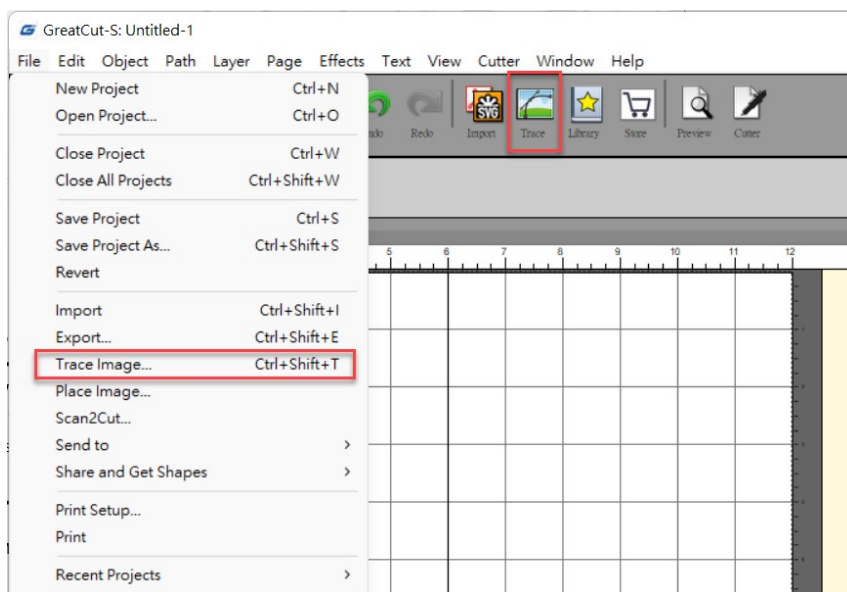 GreatCut-S: Untitled-1
File Edit Object Path Layer Page Effects Text View Cutter Window Help
New Project Ctrl+N
Open Project... Ctrl+O
Close Project Ctrl+W
Close All Projects Ctrl+Shift+W
Save Project Ctrl+S
Save Project As... Ctrl+Shift+S
Revert
Import Ctrl+Shift+I
Export... Ctrl+Shift+E
Trace Image... Ctrl+Shift+T
Place Image...
Scan2Cut...
Send to
Share and Get Shapes
Print Setup...
Print
Recent Projects
SVG
Redo Import Trace Library Store Preview Cutter
5 6 7 8 9 10 11 12